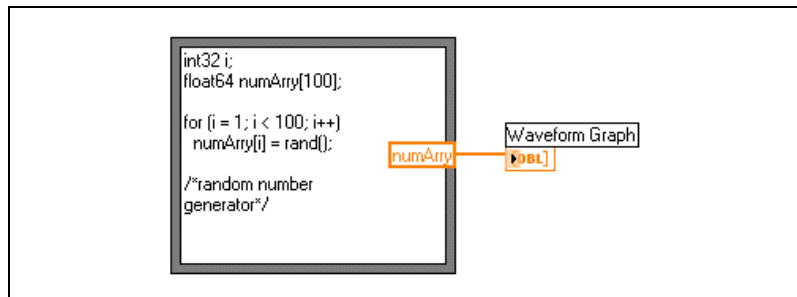 int32 i;
float64 numArry[100];
for (i = 1; i < 100; i++)
numArry[i] = rand();
/*random number
generator*/
numArry
Waveform Graph
DBL]